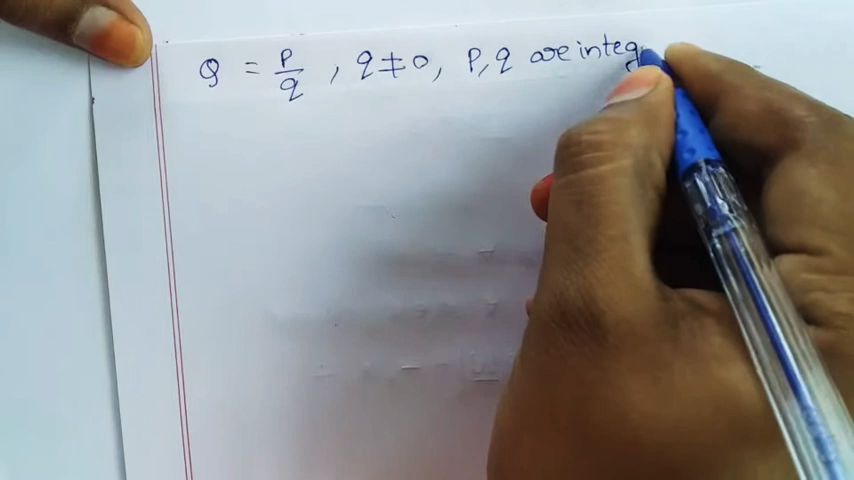 Q = p/q , q ≠ 0, P, q are integ